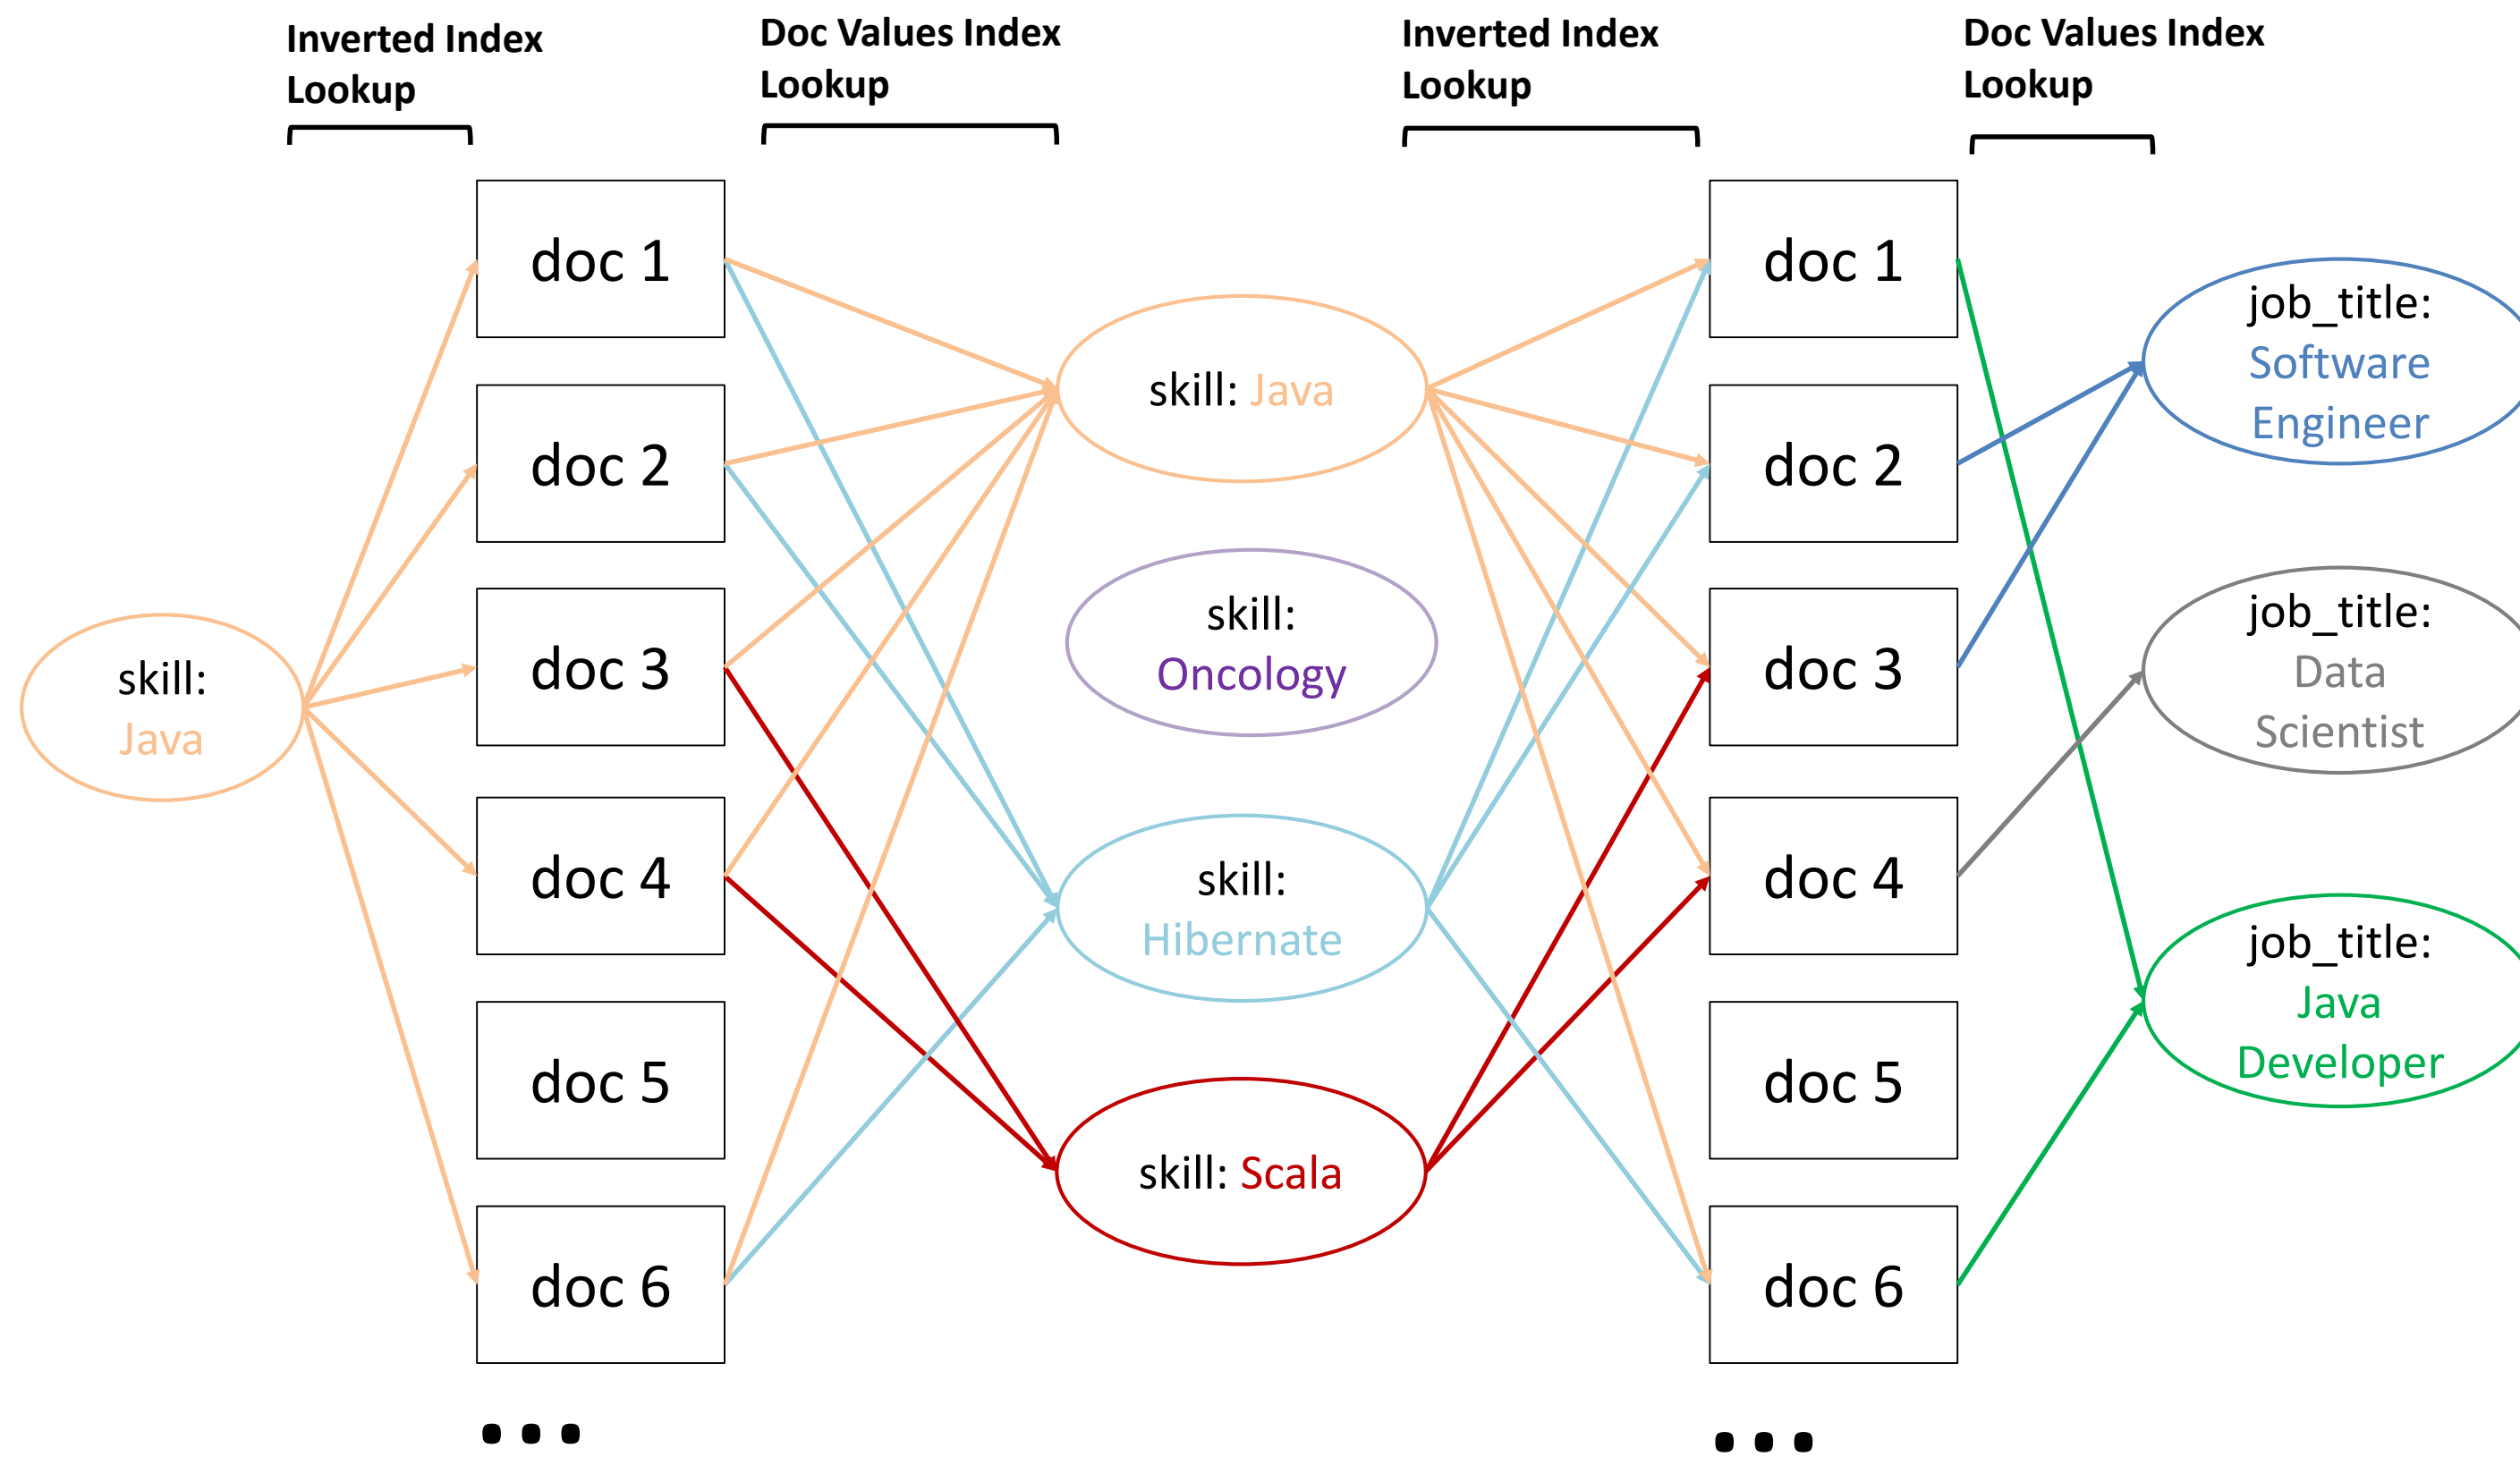 Inverted Index
Lookup
Doc Values Index
Lookup
Inverted Index
Lookup
Doc Values Index
Lookup
skill:
Java
doc 1
doc 2
doc 3
doc 4
doc 5
doc 6
...
skill: Java
skill:
Oncology
skill:
Hibernate
skill: Scala
doc 1
doc 2
doc 3
doc 4
doc 5
doc 6
...
job_title:
Software
Engineer
job_title:
Data
Scientist
job_title:
Java
Developer